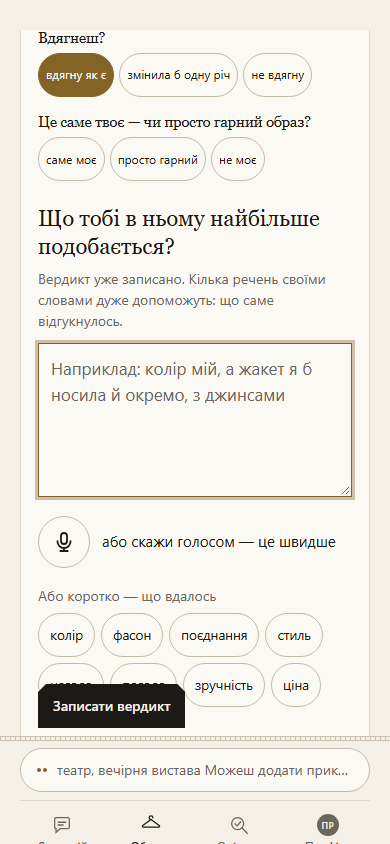 Вдягнеш?
вдягну як є
змінила б одну річ
не вдягну
Це саме твоє — чи просто гарний образ?
саме моє
просто гарний
не моє
Що тобі в ньому найбільше
подобається?
Вердикт уже записано. Кілька речень своїми
словами дуже допоможуть: що саме
відгукнулось.
Наприклад: колір мій, а жакет я б
носила й окремо, з джинсами
або скажи голосом — це швидше
Або коротко — що вдалось
колір
фасон
поєднання
стиль
зручність
ціна
Записати вердикт
театр, вечірня вистава Можеш додати прик...
ПР